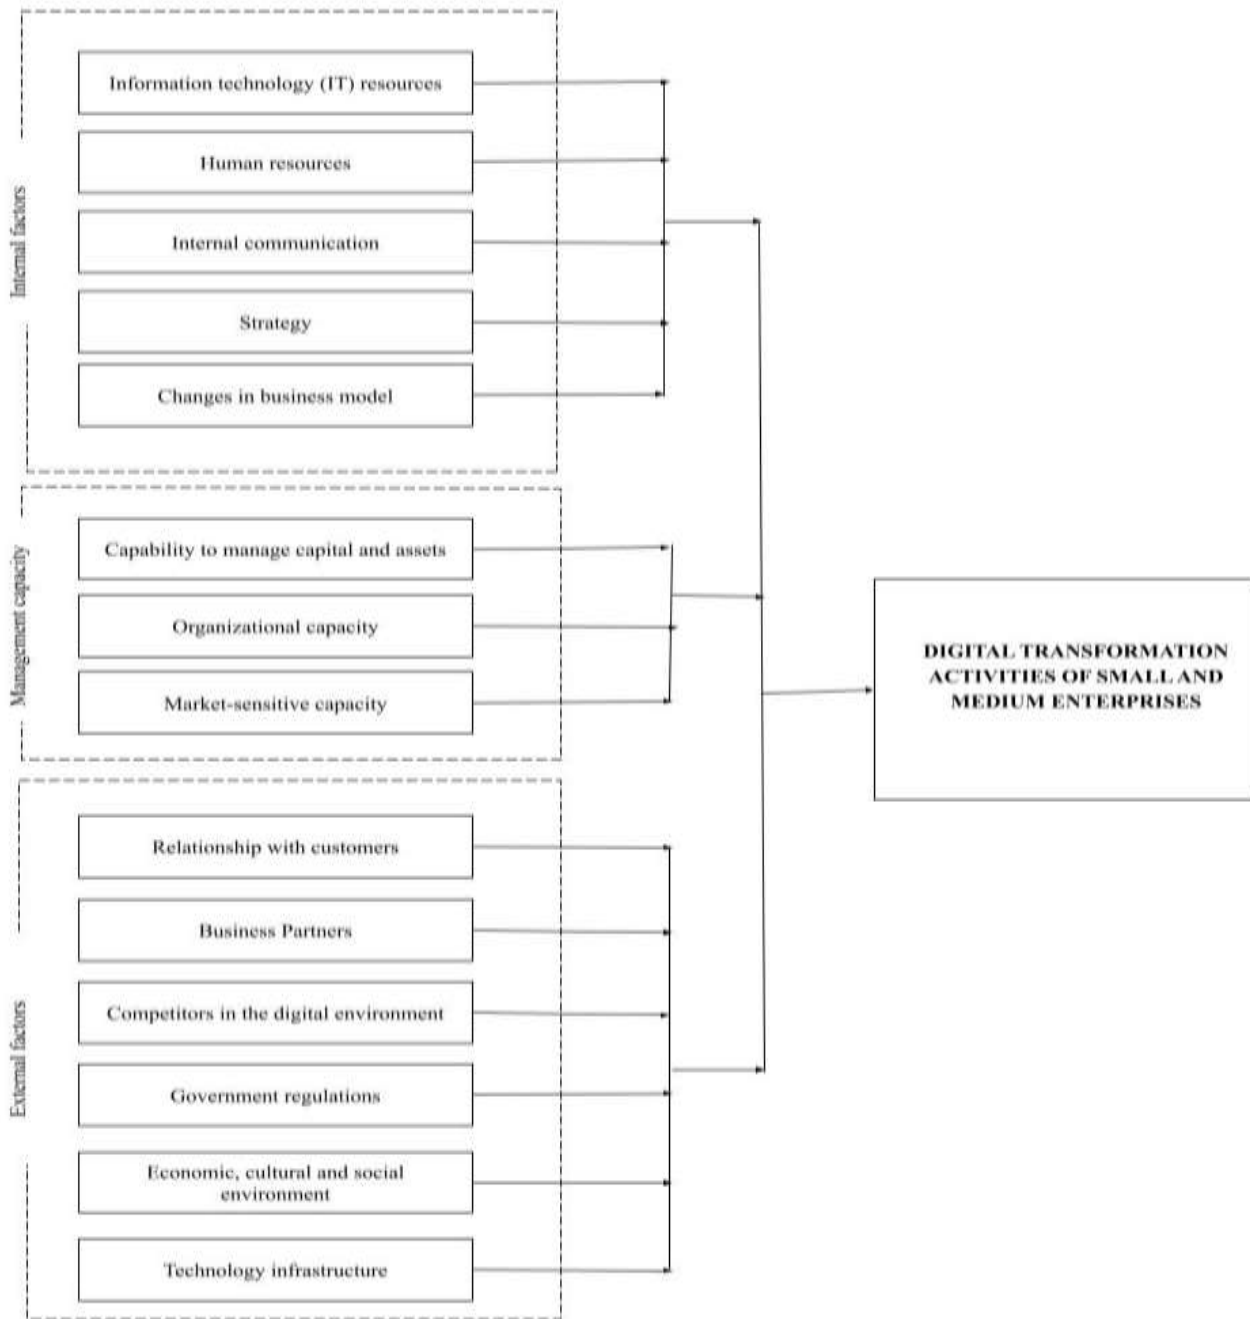 Internal factors
Information technology (IT) resources
Human resources
Internal communication
Strategy
Changes in business model
Management capacity
Capability to manage capital and assets
Organizational capacity
Market-sensitive capacity
External factors
Relationship with customers
Business Partners
Competitors in the digital environment
Government regulations
Economic, cultural and social
environment
Technology infrastructure
DIGITAL TRANSFORMATION
ACTIVITIES OF SMALL AND
MEDIUM ENTERPRISES